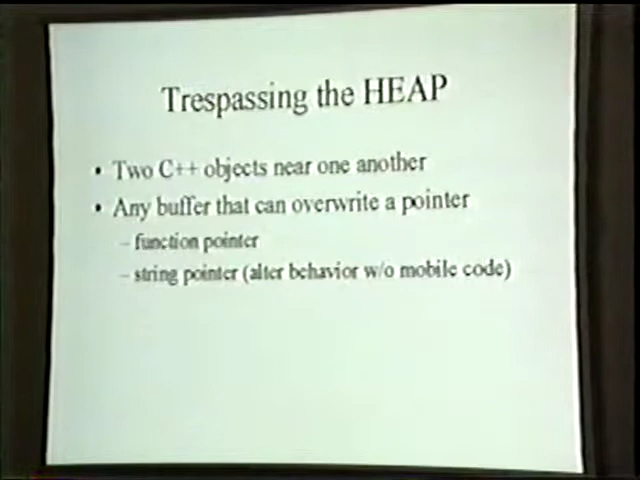 Trespassing the HEAP
• Two C++ objects near one another
• Any buffer that can overwrite a pointer
– function pointer
– string pointer (alter behavior w/o mobile code)